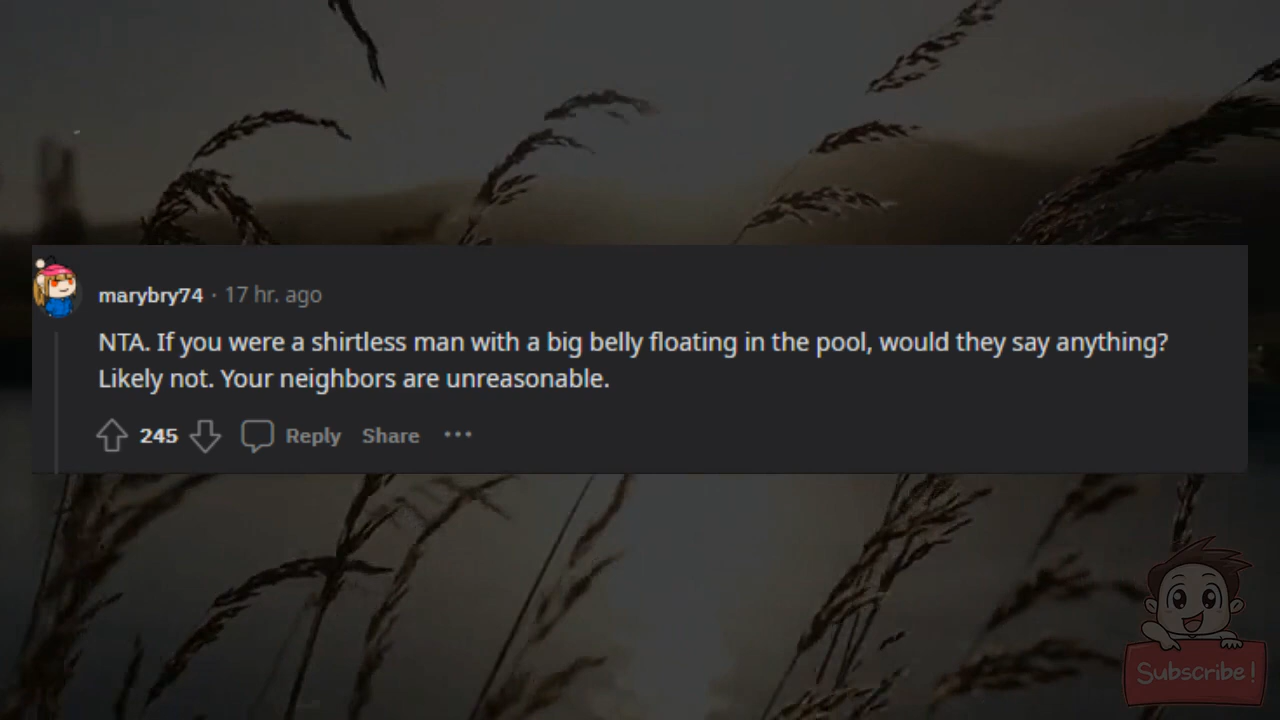 marybry74 · 17 hr. ago
NTA. If you were a shirtless man with a big belly floating in the pool, would they say anything?
Likely not. Your neighbors are unreasonable.
245 Reply Share ···
Subscribe!